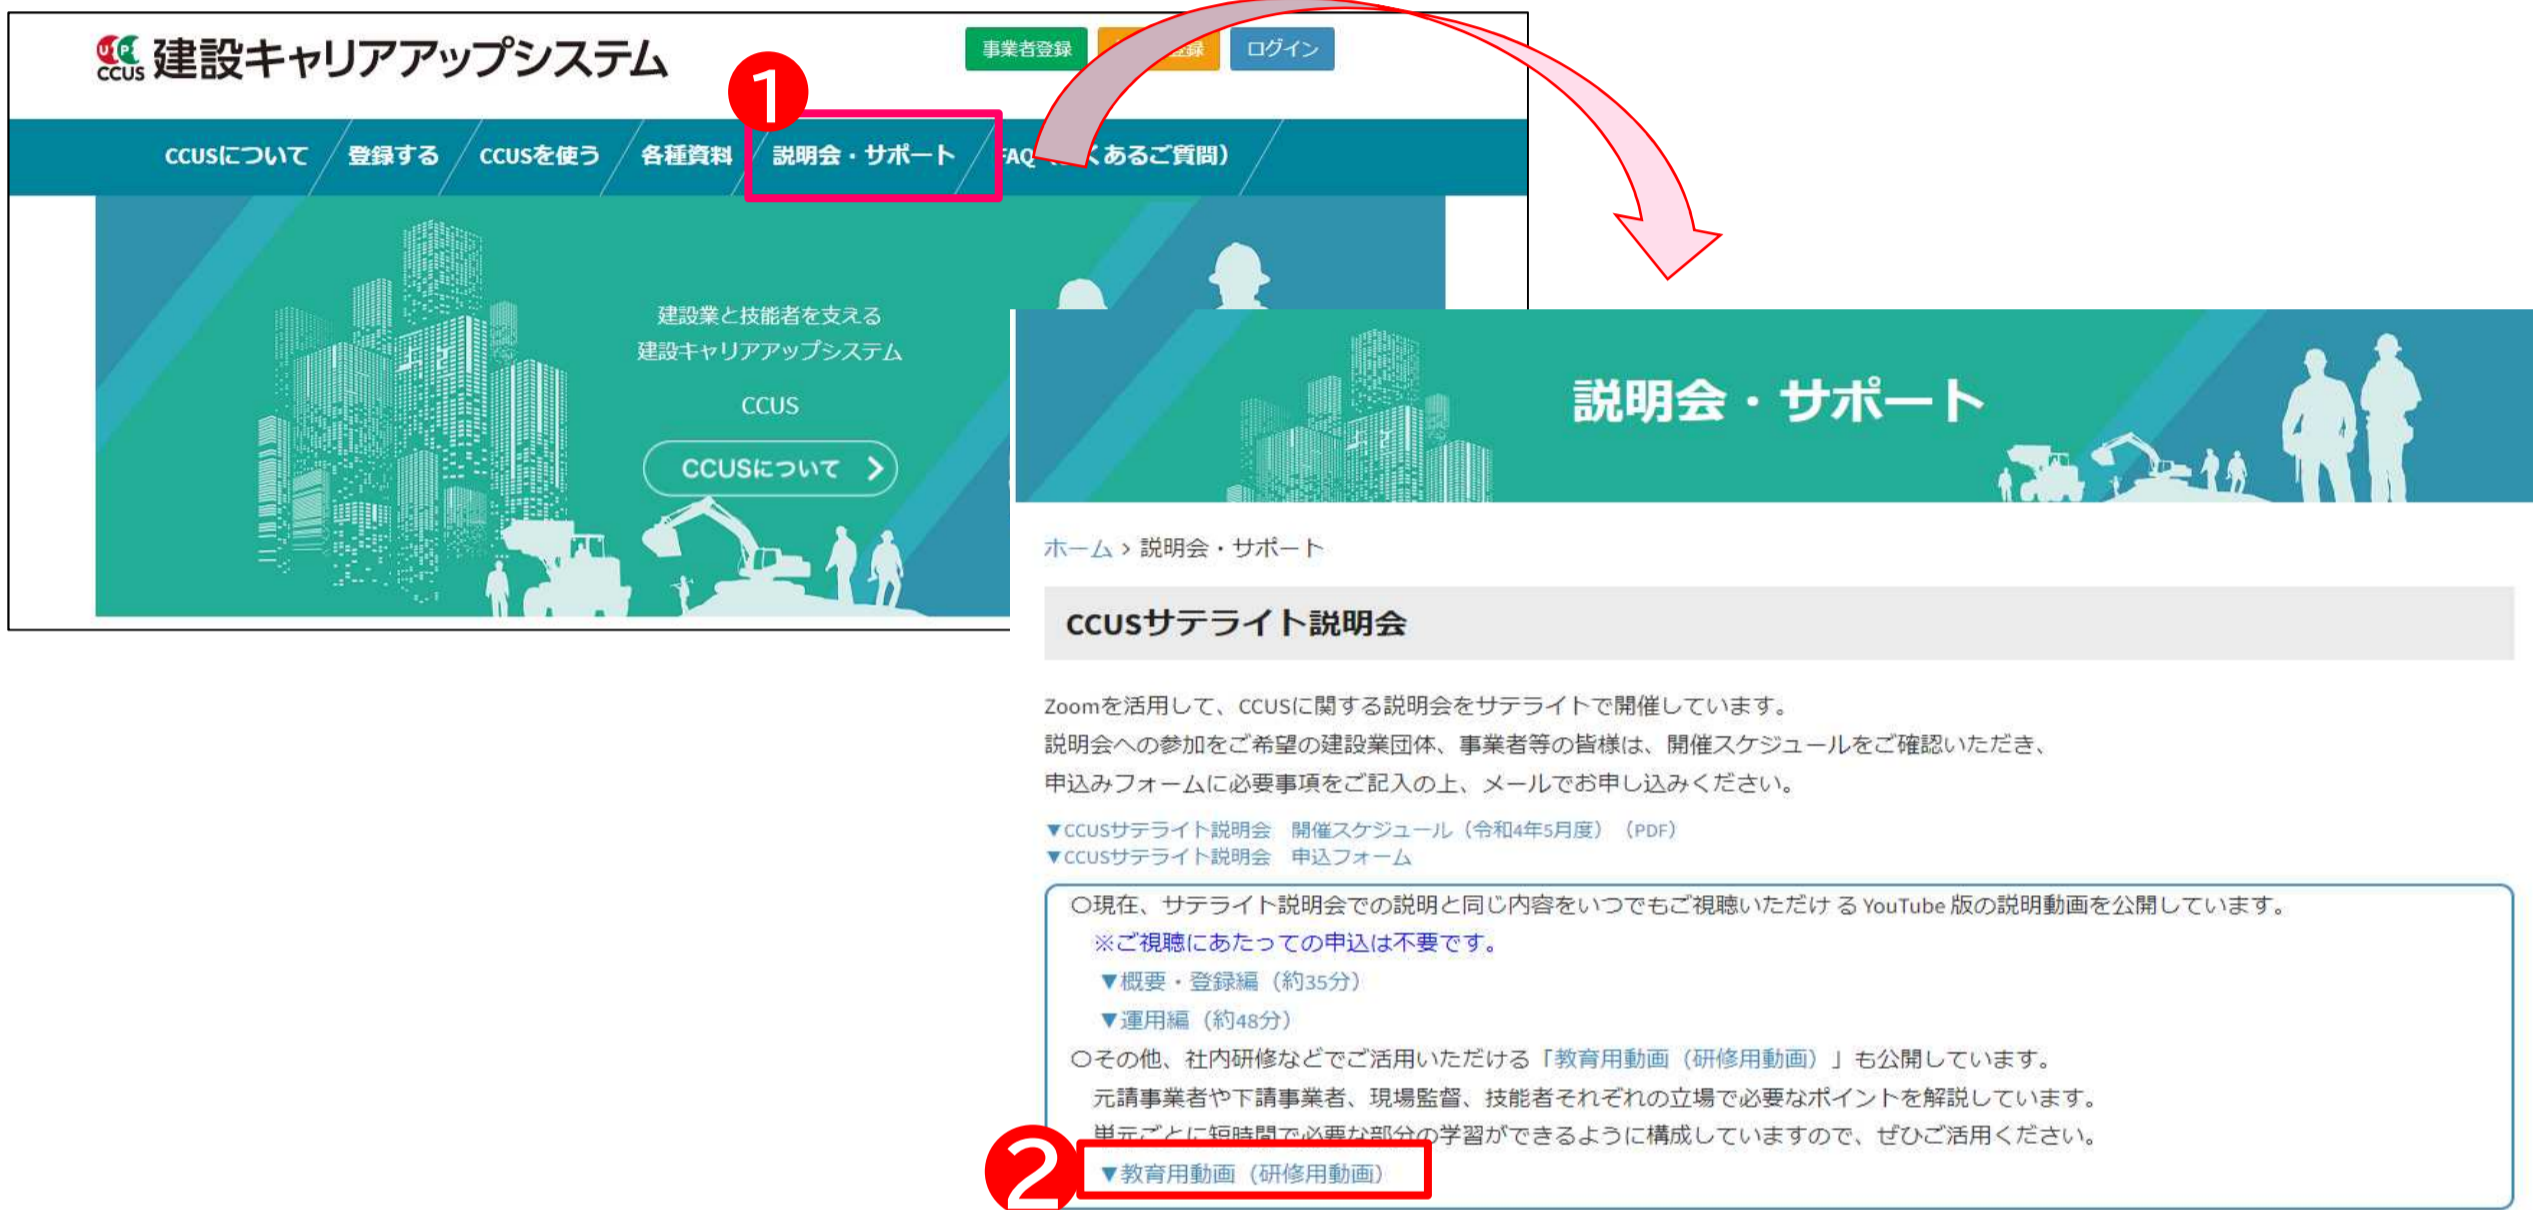 CCUS 建設キャリアアップシステム
事業者登録
登録
ログイン
1
CCUSについて
登録する
CCUSを使う
各種資料
説明会・サポート
くあるご質問）
建設業と技能者を支える
建設キャリアアップシステム
CCUS
CCUSについて
説明会・サポート
ホーム > 説明会・サポート
CCUSサテライト説明会
Zoomを活用して、CCUSに関する説明会をサテライトで開催しています。
説明会への参加をご希望の建設業団体、事業者等の皆様は、開催スケジュールをご確認いただき、
申込みフォームに必要事項をご記入の上、メールでお申し込みください。
▼CCUSサテライト説明会　開催スケジュール（令和4年5月度）（PDF）
▼CCUSサテライト説明会　申込フォーム
〇現在、サテライト説明会での説明と同じ内容をいつでもご視聴いただけ る YouTube 版の説明動画を公開しています。
※ご視聴にあたっての申込は不要です。
▼概要・登録編（約35分）
▼運用編（約48分）
〇その他、社内研修などでご活用いただける「教育用動画（研修用動画）」も公開しています。
元請事業者や下請事業者、現場監督、技能者それぞれの立場で必要なポイントを解説しています。
単元ごとに短時間で必要な部分の学習ができるように構成していますので、ぜひご活用ください。
2
▼教育用動画（研修用動画）